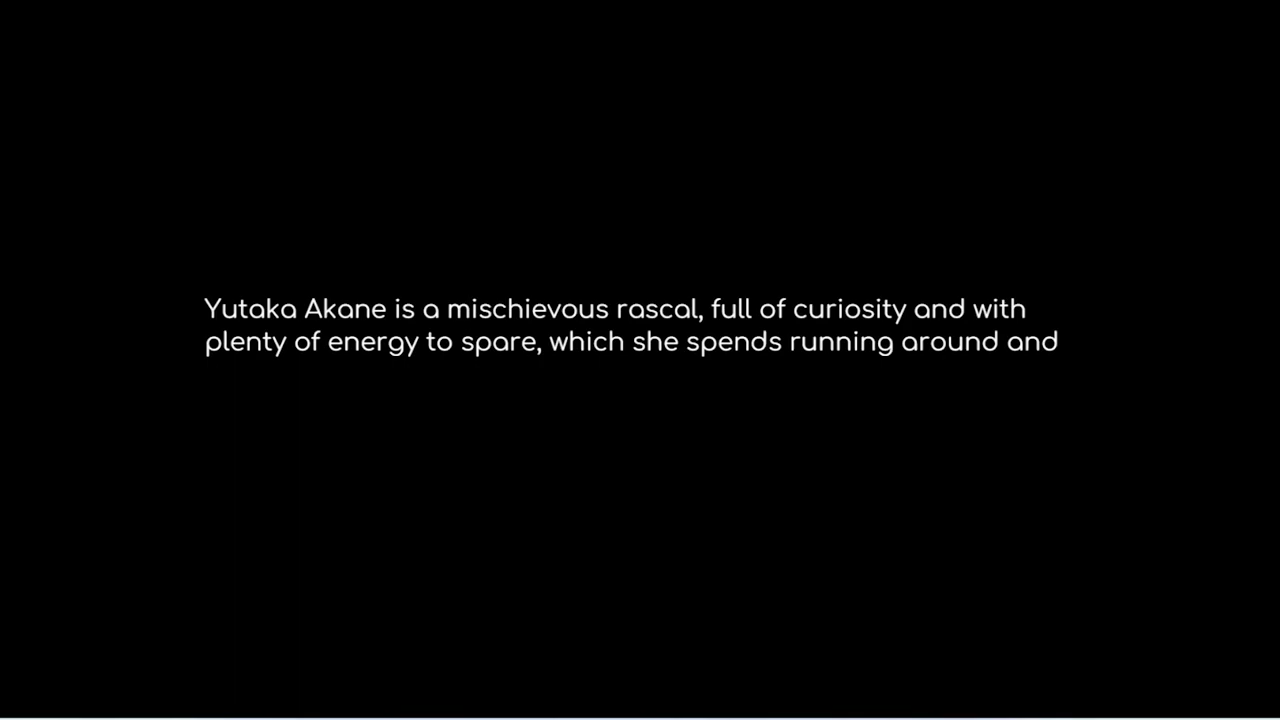 Yutaka Akane is a mischievous rascal, full of curiosity and with
plenty of energy to spare, which she spends running around and